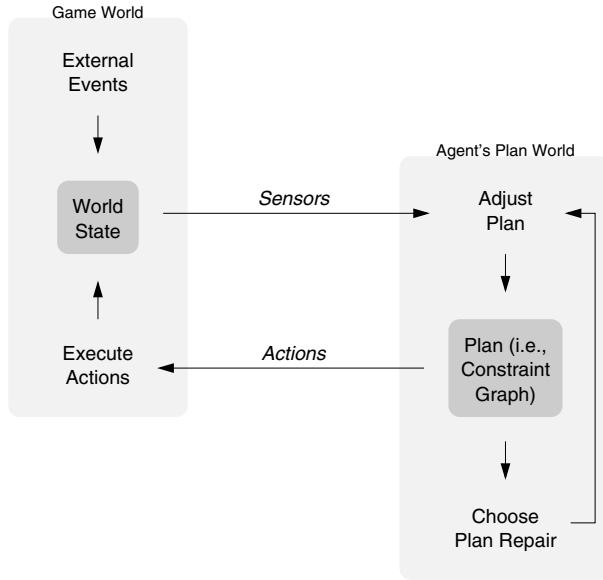 Game World
External
Events
World
State
Execute
Actions
Sensors
Actions
Agent's Plan World
Adjust
Plan
Plan (i.e.,
Constraint
Graph)
Choose
Plan Repair